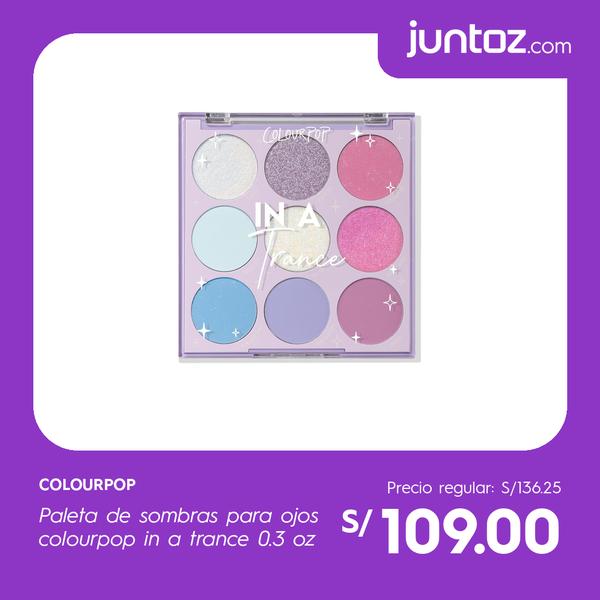 juntoz.com
COLOURPOP
IN A
Trance
COLOURPOP
Paleta de sombras para ojos
colourpop in a trance 0.3 oz
Precio regular: S/136.25
S/109.00